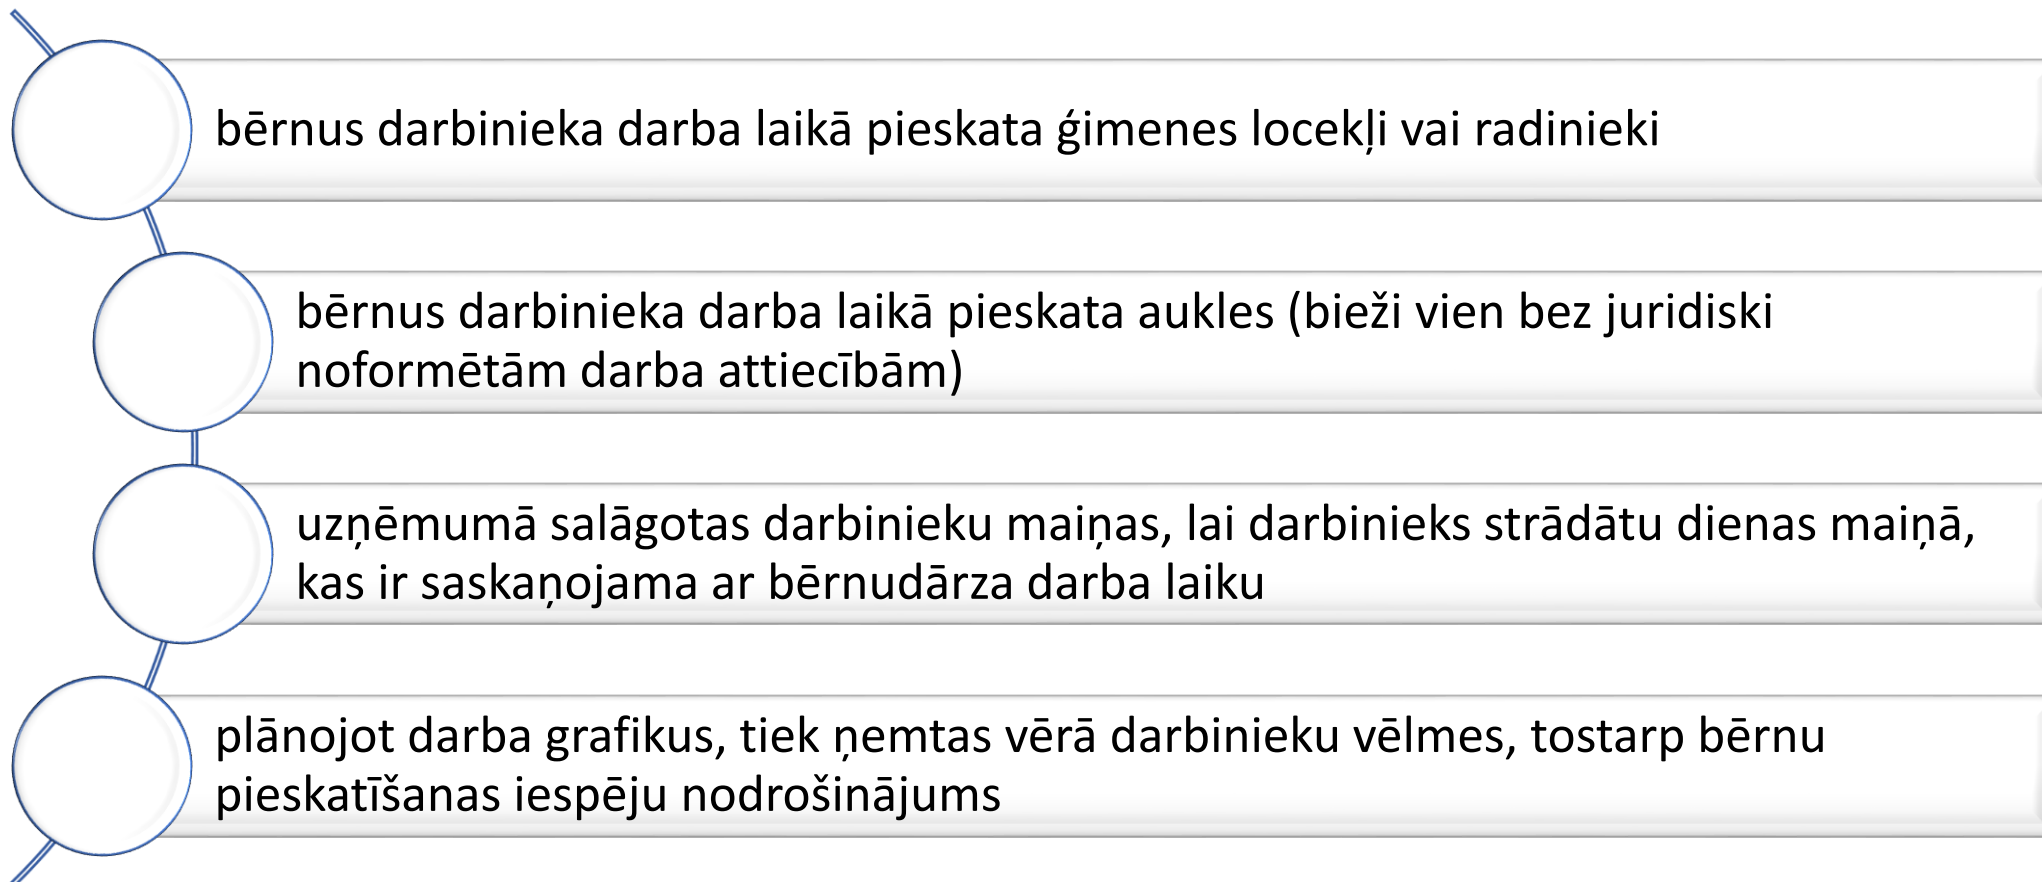 bērnus darbinieka darba laikā pieskata ģimenes locekļi vai radinieki
bērnus darbinieka darba laikā pieskata aukles (bieži vien bez juridiski
noformētām darba attiecībām)
uzņēmumā salāgotas darbinieku maiņas, lai darbinieks strādātu dienas maiņā,
kas ir saskaņojama ar bērnudārza darba laiku
plānojot darba grafikus, tiek ņemtas vērā darbinieku vēlmes, tostarp bērnu
pieskatīšanas iespēju nodrošinājums